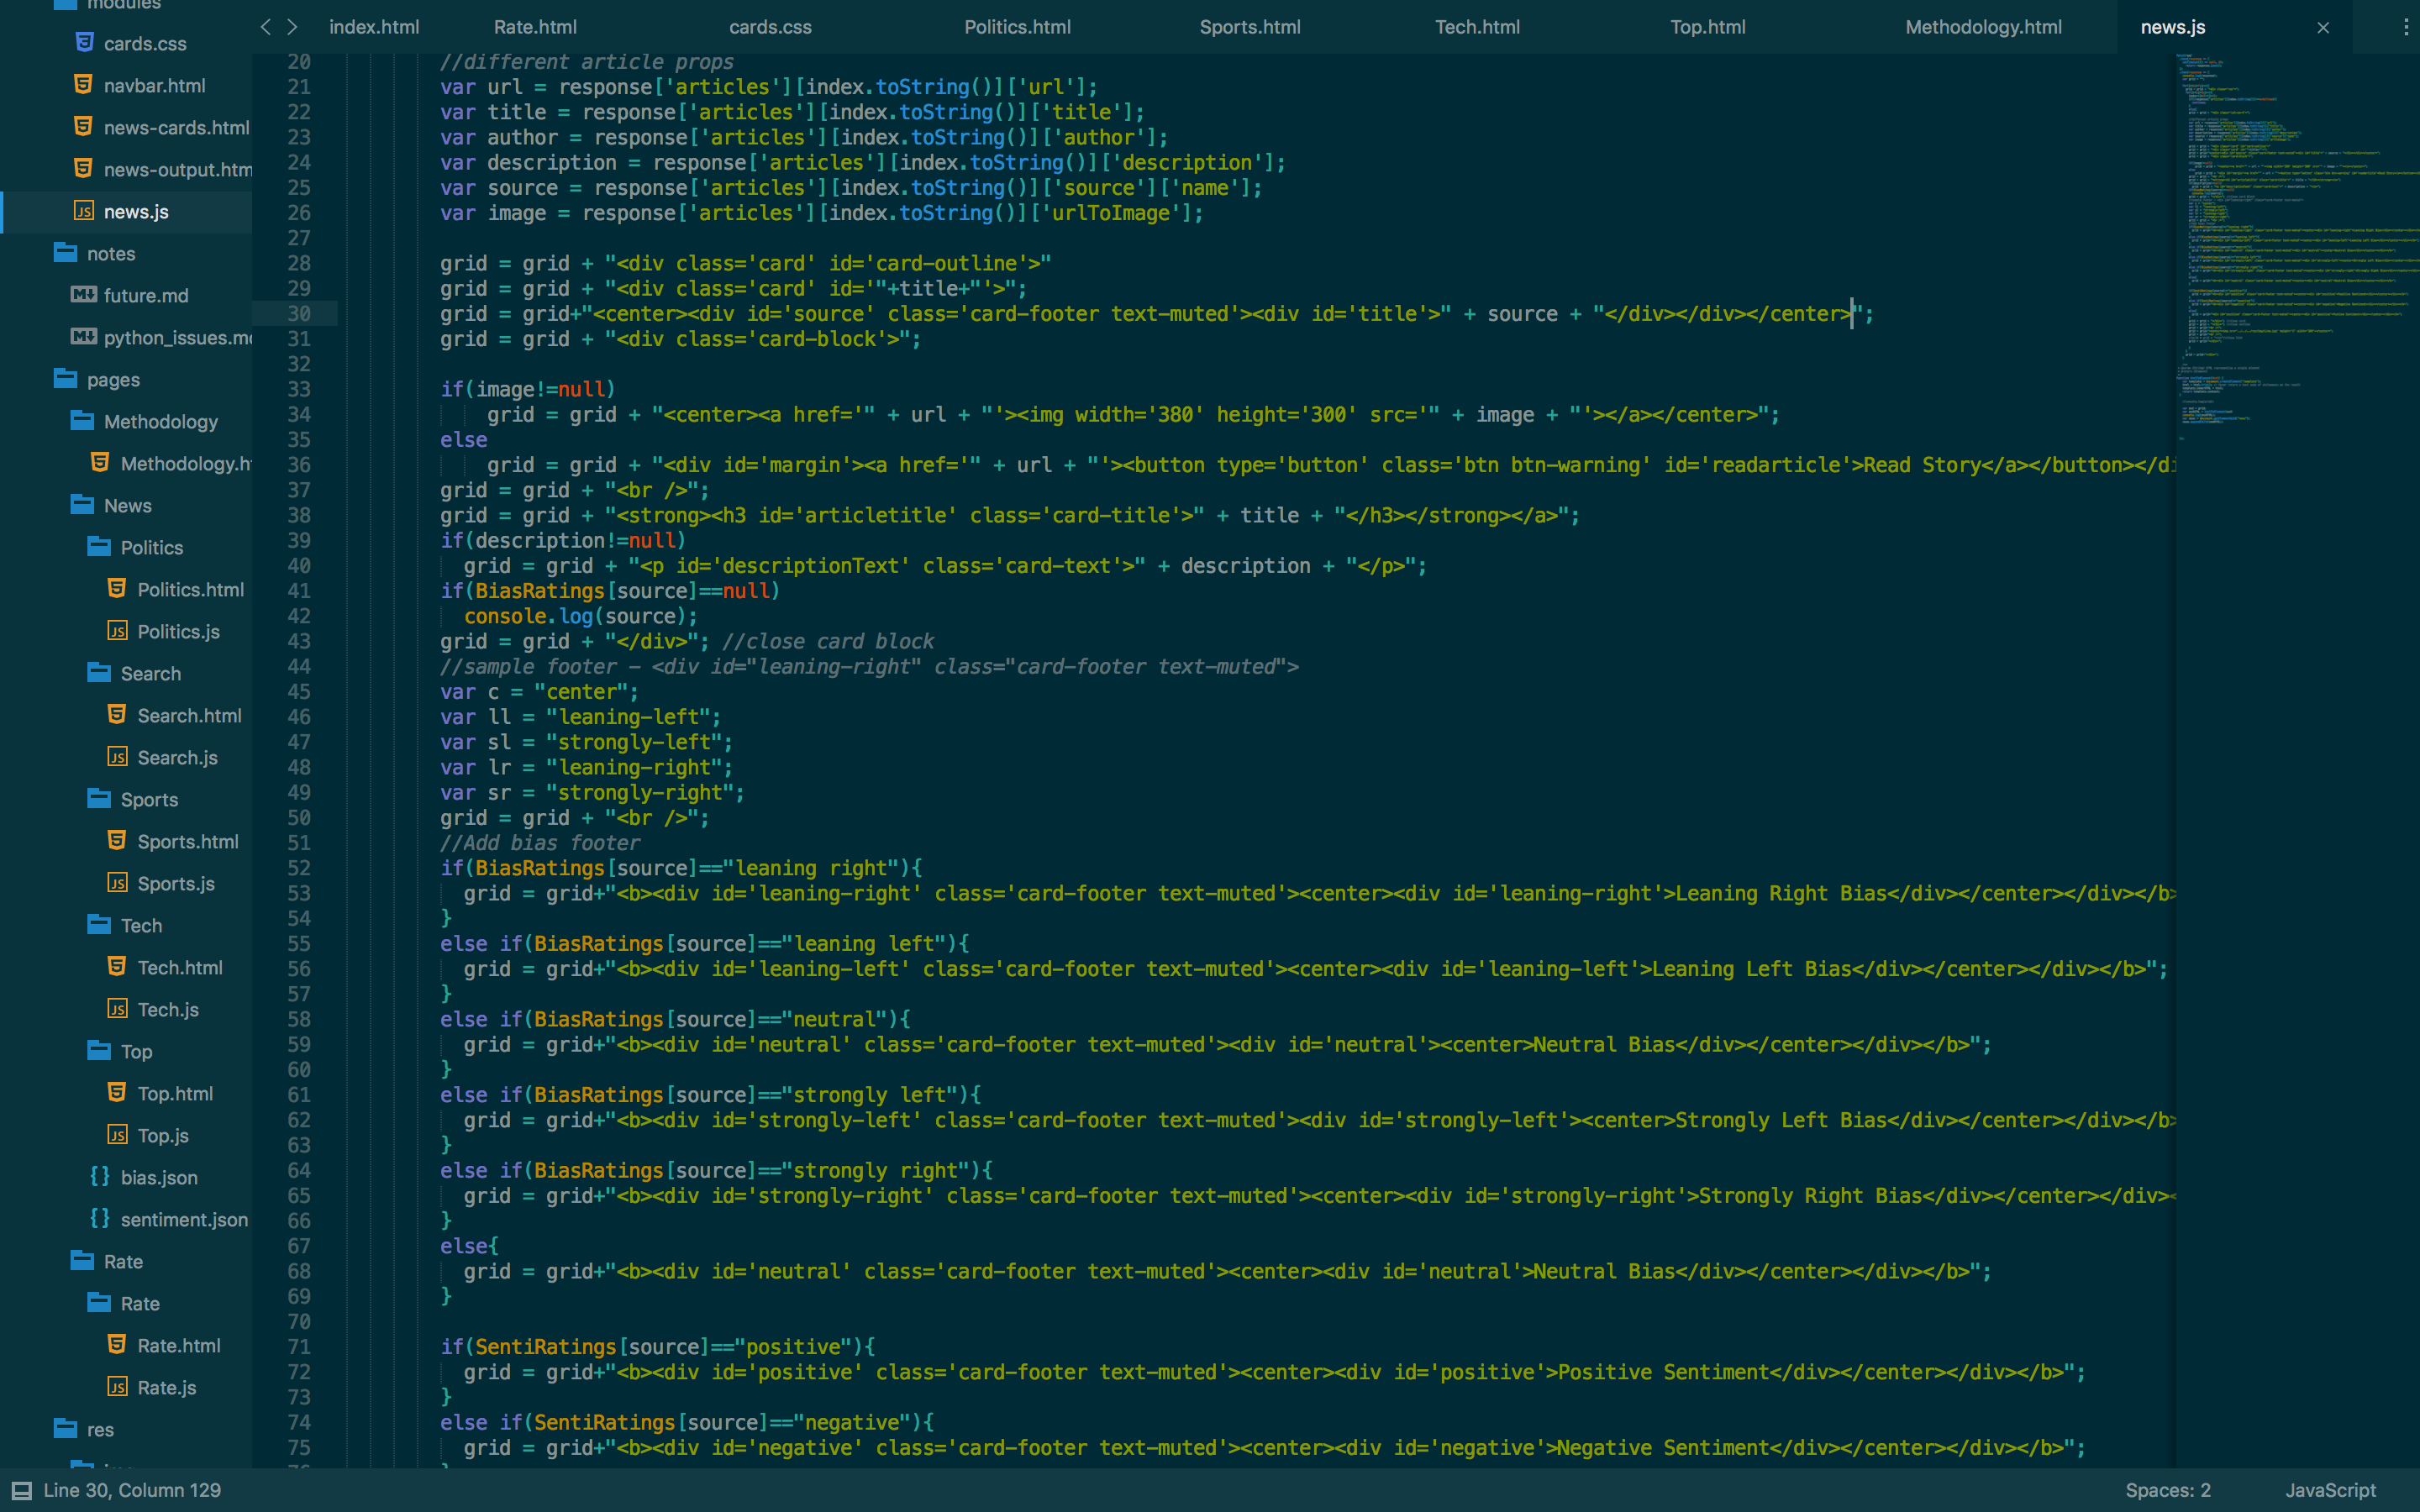 modules
cards.css
navbar.html
news-cards.html
news-output.htm
news.js
notes
future.md
python_issues.md
pages
Methodology
Methodology.ht
News
Politics
Politics.html
Politics.js
Search
Search.html
Search.js
Sports
Sports.html
Sports.js
Tech
Tech.html
Tech.js
Top
Top.html
Top.js
bias.json
sentiment.json
Rate
Rate
Rate.html
Rate.js
res
index.html Rate.html cards.css Politics.html Sports.html Tech.html Top.html Methodology.html news.js
20 //different article props
21 var url = response['articles'][index.toString()]['url'];
22 var title = response['articles'][index.toString()]['title'];
23 var author = response['articles'][index.toString()]['author'];
24 var description = response['articles'][index.toString()]['description'];
25 var source = response['articles'][index.toString()]['source']['name'];
26 var image = response['articles'][index.toString()]['urlToImage'];
27
28 grid = grid + "<div class='card' id='card-outline'>"
29 grid = grid + "<div class='card' id='"+title+"'>";
30 grid = grid+"<center><div id='source' class='card-footer text-muted'><div id='title'>" + source + "</div></div></center>";
31 grid = grid + "<div class='card-block'>";
32
33 if(image!=null)
34 grid = grid + "<center><a href='" + url + "'><img width='380' height='300' src='" + image + "'></a></center>";
35 else
36 grid = grid + "<div id='margin'><a href='" + url + "'><button type='button' class='btn btn-warning' id='readarticle'>Read Story</a></button></di
37 grid = grid + "<br />";
38 grid = grid + "<strong><h3 id='articletitle' class='card-title'>" + title + "</h3></strong></a>";
39 if(description!=null)
40 grid = grid + "<p id='descriptionText' class='card-text'>" + description + "</p>";
41 if(BiasRatings[source]==null)
42 console.log(source);
43 grid = grid + "</div>"; //close card block
44 //sample footer - <div id="leaning-right" class="card-footer text-muted">
45 var c = "center";
46 var ll = "leaning-left";
47 var sl = "strongly-left";
48 var lr = "leaning-right";
49 var sr = "strongly-right";
50 grid = grid + "<br />";
51 //Add bias footer
52 if(BiasRatings[source]=="leaning right"){
53 grid = grid+"<b><div id='leaning-right' class='card-footer text-muted'><center><div id='leaning-right'>Leaning Right Bias</div></center></div></b>
54 }
55 else if(BiasRatings[source]=="leaning left"){
56 grid = grid+"<b><div id='leaning-left' class='card-footer text-muted'><center><div id='leaning-left'>Leaning Left Bias</div></center></div></b>";
57 }
58 else if(BiasRatings[source]=="neutral"){
59 grid = grid+"<b><div id='neutral' class='card-footer text-muted'><div id='neutral'><center>Neutral Bias</div></center></div></b>";
60 }
61 else if(BiasRatings[source]=="strongly left"){
62 grid = grid+"<b><div id='strongly-left' class='card-footer text-muted'><div id='strongly-left'><center>Strongly Left Bias</div></center></div></b>
63 }
64 else if(BiasRatings[source]=="strongly right"){
65 grid = grid+"<b><div id='strongly-right' class='card-footer text-muted'><center><div id='strongly-right'>Strongly Right Bias</div></center></div><
66 }
67 else{
68 grid = grid+"<b><div id='neutral' class='card-footer text-muted'><center><div id='neutral'>Neutral Bias</div></center></div></b>";
69 }
70
71 if(SentiRatings[source]=="positive"){
72 grid = grid+"<b><div id='positive' class='card-footer text-muted'><center><div id='positive'>Positive Sentiment</div></center></div></b>";
73 }
74 else if(SentiRatings[source]=="negative"){
75 grid = grid+"<b><div id='negative' class='card-footer text-muted'><center><div id='negative'>Negative Sentiment</div></center></div></b>";
Line 30, Column 129 Spaces: 2 JavaScript